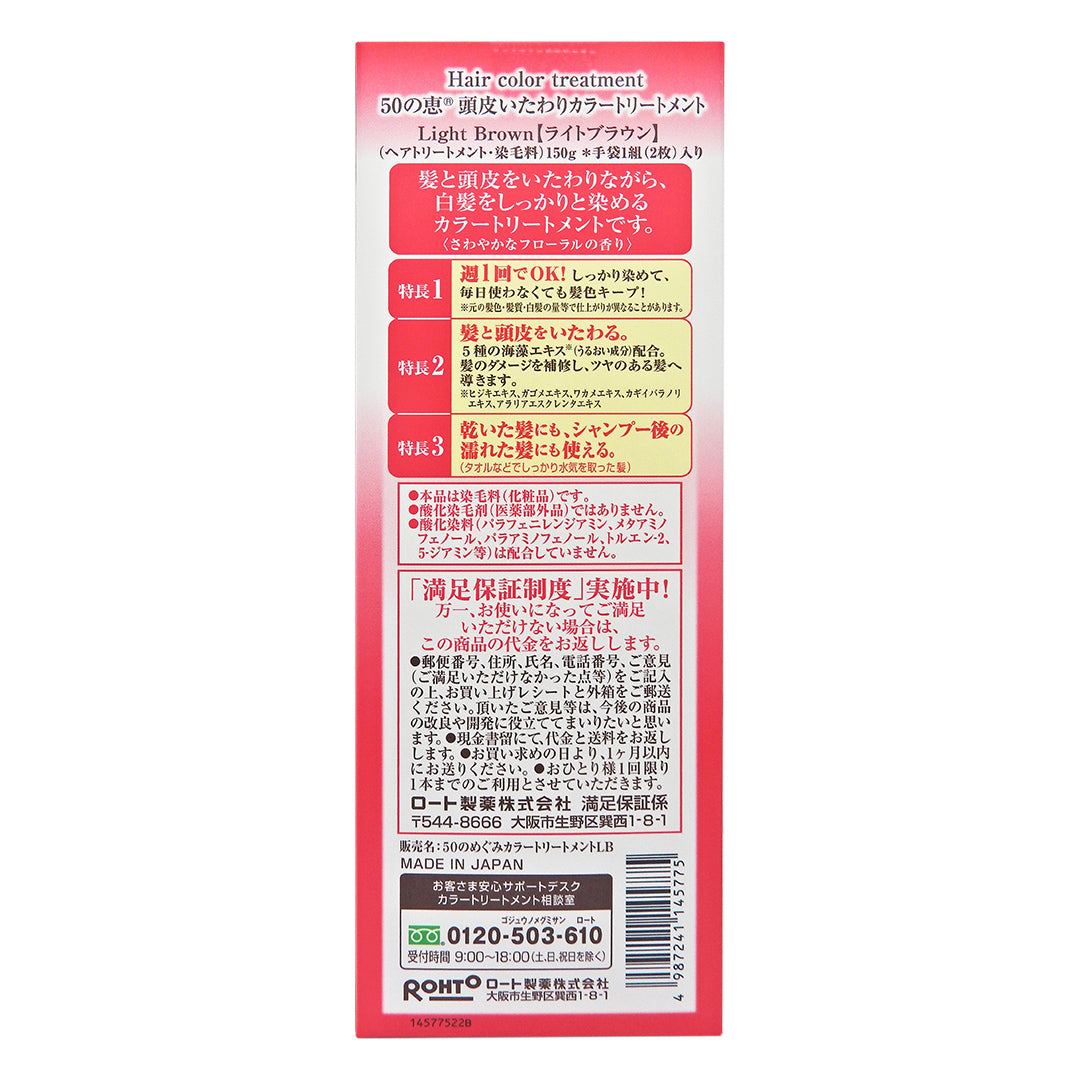 Hair color treatment
50の恵® 頭皮いたわりカラートリートメント
Light Brown【ライトブラウン】
(ヘアトリートメント・染毛料)150g *手袋1組(2枚)入り
髪と頭皮をいたわりながら、
白髪をしっかりと染める
カラートリートメントです。
〈さわやかなフローラルの香り〉
特長1
週1回でOK! しっかり染めて、
毎日使わなくても髪色キープ!
※元の髪色・髪質・白髪の量等で仕上がりが異なることがあります。
特長2
髪と頭皮をいたわる。
5種の海藻エキス※(うるおい成分)配合。
髪のダメージを補修し、ツヤのある髪へ
導きます。
※ヒジキエキス、ガゴメエキス、ワカメエキス、カギイバラノリ
エキス、アラリアエスクレンタエキス
特長3
乾いた髪にも、シャンプー後の
濡れた髪にも使える。
(タオルなどでしっかり水気を取った髪)
●本品は染毛料(化粧品)です。
●酸化染毛剤(医薬部外品)ではありません。
●酸化染料(パラフェニレンジアミン、メタアミノ
フェノール、パラアミノフェノール、トルエン-2、
5-ジアミン等)は配合していません。
「満足保証制度」実施中!
万一、お使いになってご満足
いただけない場合は、
この商品の代金をお返しします。
●郵便番号、住所、氏名、電話番号、ご意見
(ご満足いただけなかった点等)をご記入
の上、お買い上げレシートと外箱をご郵送
ください。頂いたご意見等は、今後の商品
の改良や開発に役立ててまいりたいと思い
ます。●現金書留にて、代金と送料をお返し
します。●お買い求めの日より、1ヶ月以内
にお送りください。●おひとり様1回限り
1本までのご利用とさせていただきます。
ロート製薬株式会社 満足保証係
〒544-8666 大阪市生野区巽西1-8-1
販売名:50のめぐみカラートリートメントLB
MADE IN JAPAN
お客さま安心サポートデスク
カラートリートメント相談室
ゴジュウノメグミサン ロート
0120-503-610
受付時間 9:00～18:00(土、日、祝日を除く)
ROHTO ロート製薬株式会社
大阪市生野区巽西1-8-1
14577522B
4 987241 145775